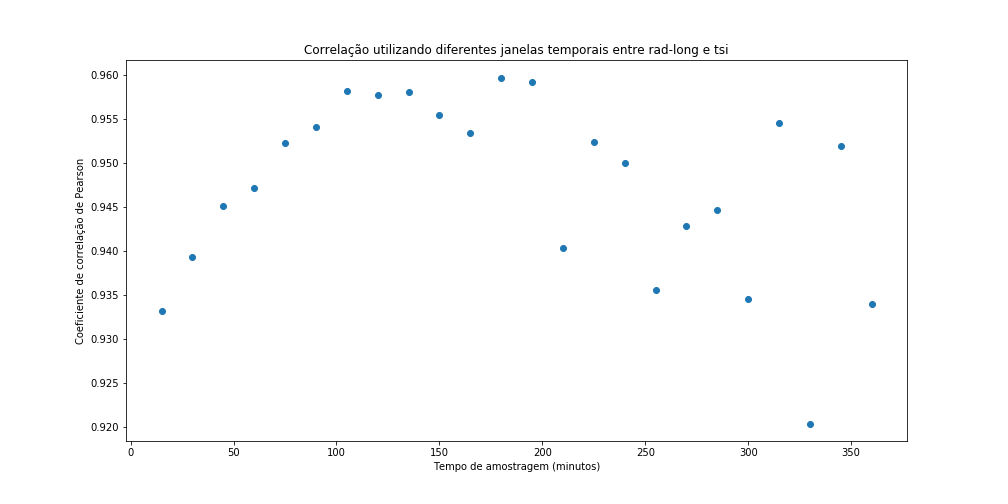 Correlação utilizando diferentes janelas temporais entre rad-long e tsi
0.960
0.955
0.950
0.945
0.940
0.935
0.930
0.925
0.920
Coeficiente de correlação de Pearson
0 50 100 150 200 250 300 350
Tempo de amostragem (minutos)